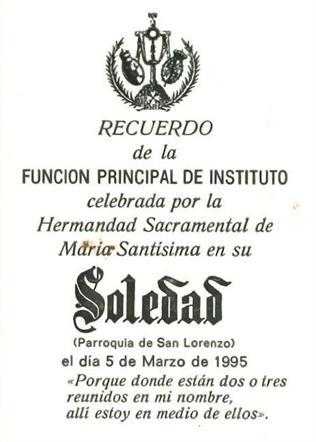 RECUERDO
de la
FUNCION PRINCIPAL DE INSTITUTO
celebrada por la
Hermandad Sacramental de
María Santísima en su
Soledad
(Parroquia de San Lorenzo)
el día 5 de Marzo de 1995
«Porque donde están dos o tres
reunidos en mi nombre,
allí estoy en medio de ellos».